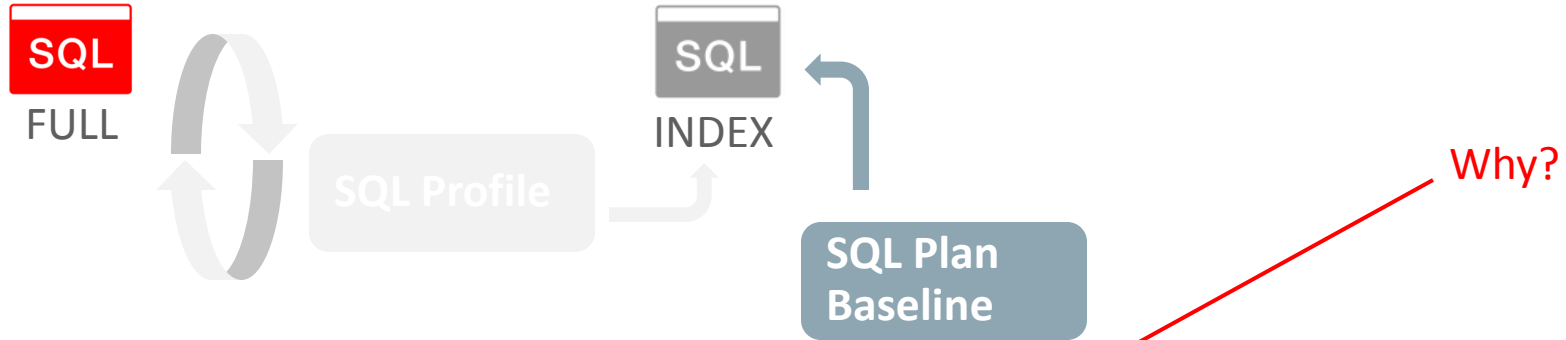 SQL
FULL
SQL Profile
SQL
INDEX
SQL Plan
Baseline
Why?